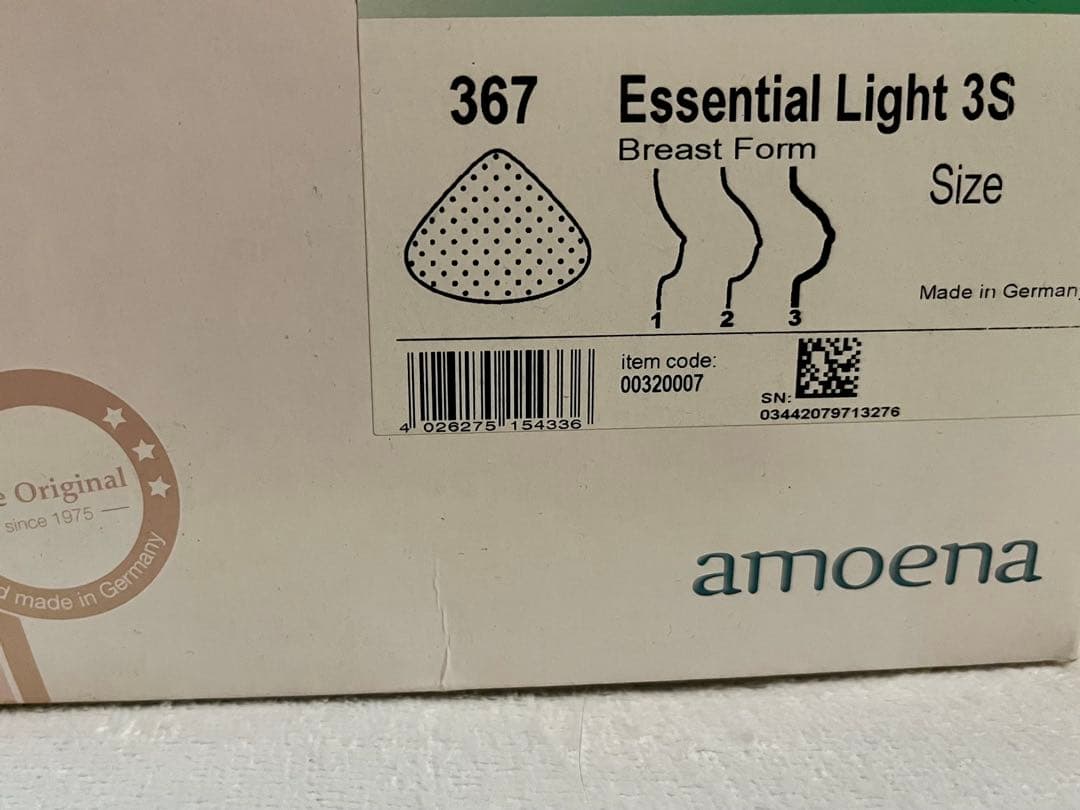 367
Essential Light 3S
Breast Form
Size
1 2 3
Made in German
item code:
00320007
SN:
03442079713276
4 026275 154336
e Original
since 1975
made in Germany
amoena